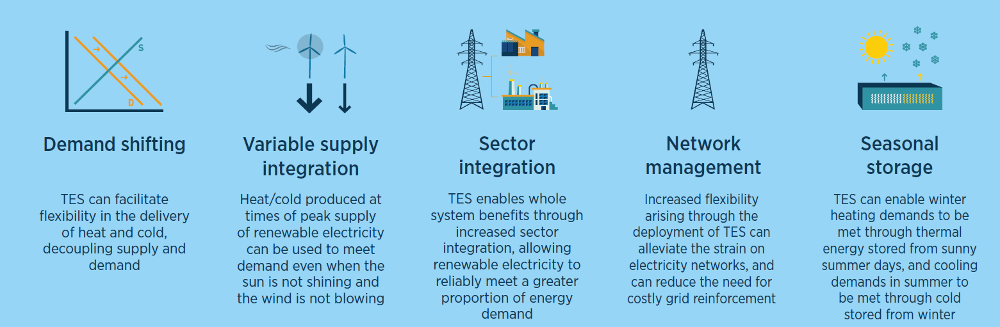 S
D
Demand shifting
TES can facilitate
flexibility in the delivery
of heat and cold,
decoupling supply and
demand
Variable supply
integration
Heat/cold produced at
times of peak supply
of renewable electricity
can be used to meet
demand even when the
sun is not shining and
the wind is not blowing
Sector
integration
TES enables whole
system benefits through
increased sector
integration, allowing
renewable electricity to
reliably meet a greater
proportion of energy
demand
Network
management
Increased flexibility
arising through the
deployment of TES can
alleviate the strain on
electricity networks, and
can reduce the need for
costly grid reinforcement
Seasonal
storage
TES can enable winter
heating demands to be
met through thermal
energy stored from sunny
summer days, and cooling
demands in summer to
be met through cold
stored from winter